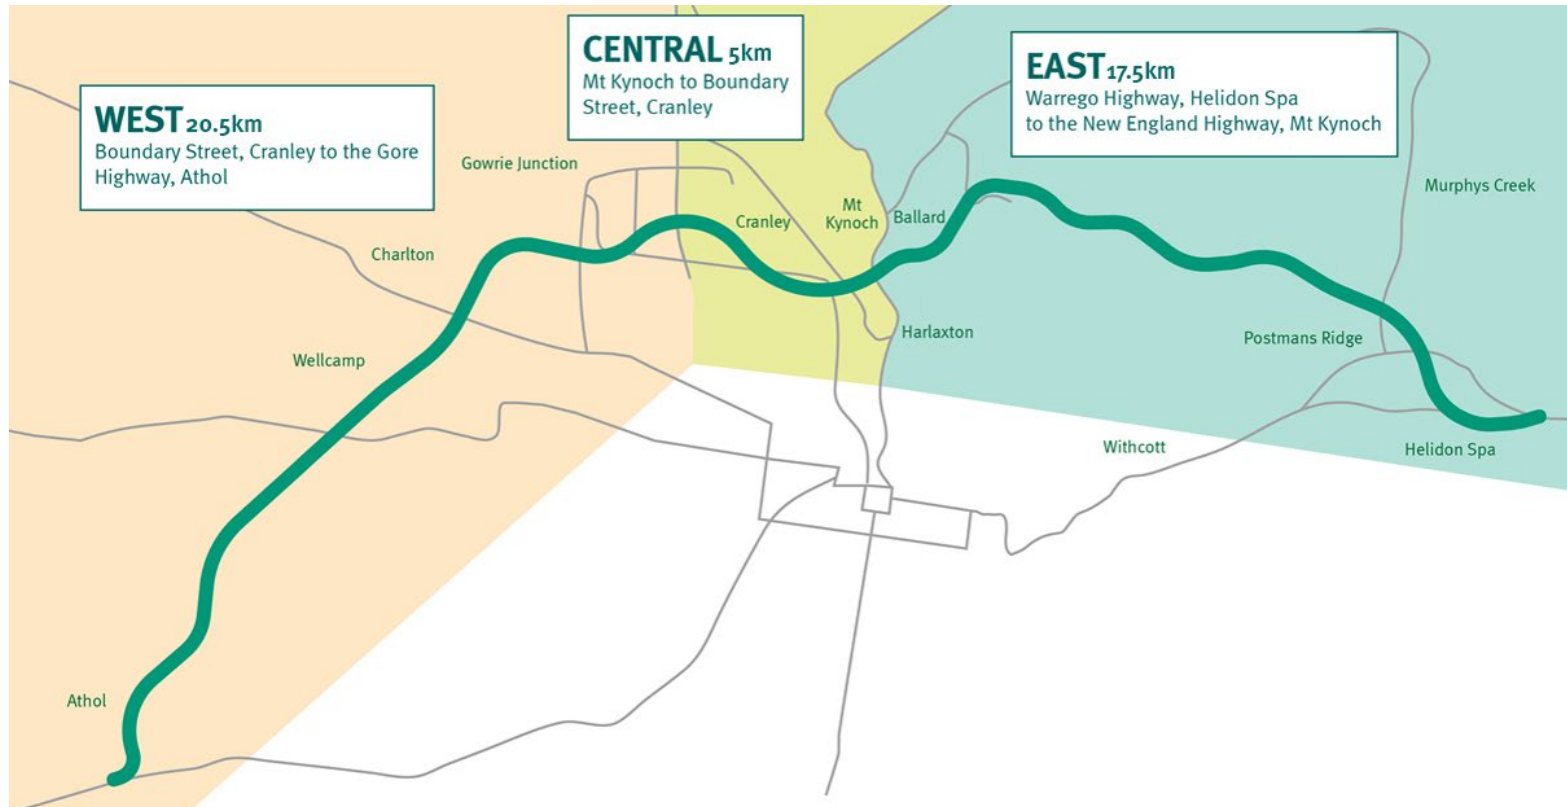 WEST 20.5km
Boundary Street, Cranley to the Gore
Highway, Athol
CENTRAL 5km
Mt Kynoch to Boundary
Street, Cranley
EAST 17.5km
Warrego Highway, Helidon Spa
to the New England Highway, Mt Kynoch
Gowrie Junction
Murphys Creek
Cranley
Mt
Kynoch
Ballard
Charlton
Harlaxton
Postmans Ridge
Wellcamp
Withcott
Helidon Spa
Athol